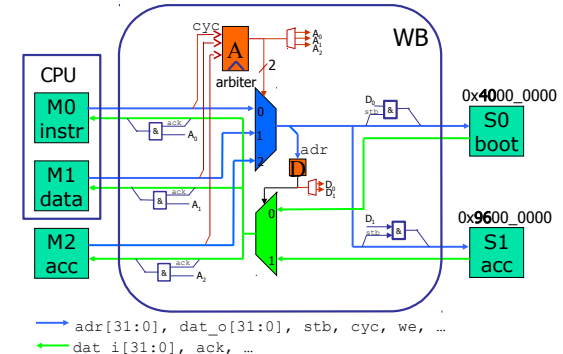 cyc
WB
A
A₀
A₁
A₂
arbiter
2
CPU
M0
instr
ack
&
A₀
0
1
2
D₀
stb
&
0x4000_0000
S0
boot
adr
D
D₀
D₁
M1
data
ack
&
A₁
0
1
D₁
stb
&
0x9600_0000
S1
acc
M2
acc
ack
&
A₂
adr[31:0], dat_o[31:0], stb, cyc, we, …
dat i[31:0], ack, …